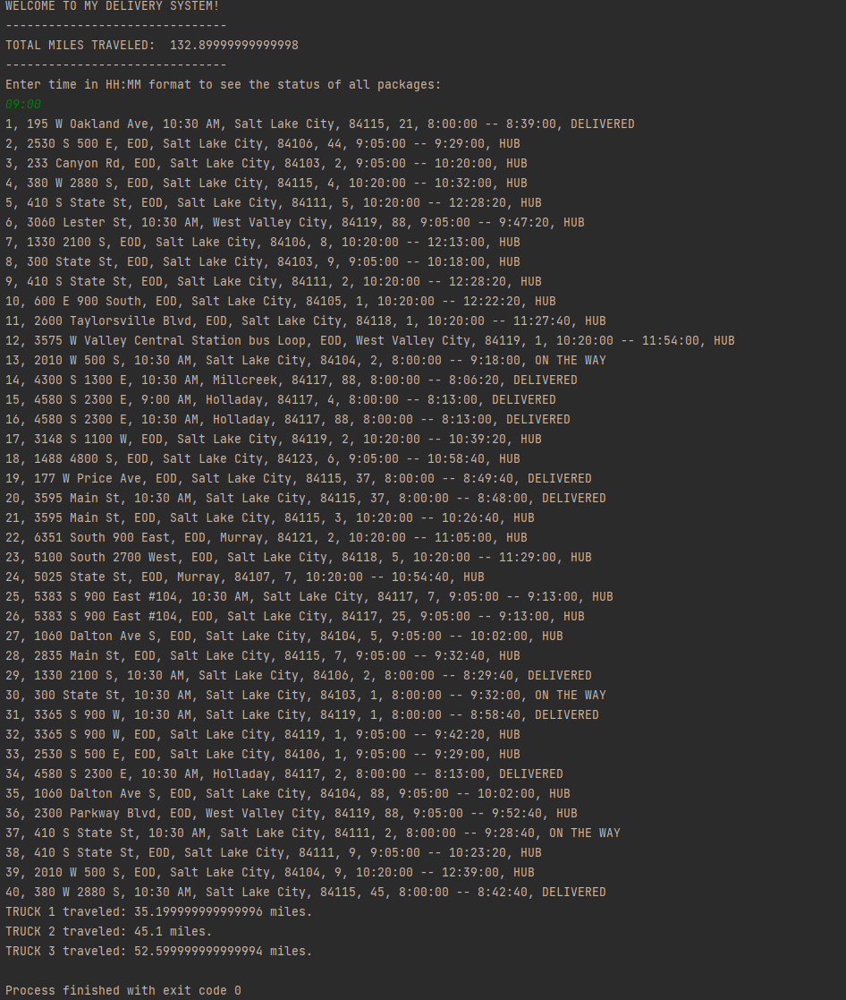 WELCOME TO MY DELIVERY SYSTEM!
-------------------------------
TOTAL MILES TRAVELED:  132.89999999999998
-------------------------------
Enter time in HH:MM format to see the status of all packages:
09:00
1, 195 W Oakland Ave, 10:30 AM, Salt Lake City, 84115, 21, 8:00:00 -- 8:39:00, DELIVERED
2, 2530 S 500 E, EOD, Salt Lake City, 84106, 44, 9:05:00 -- 9:29:00, HUB
3, 233 Canyon Rd, EOD, Salt Lake City, 84103, 2, 9:05:00 -- 10:20:00, HUB
4, 380 W 2880 S, EOD, Salt Lake City, 84115, 4, 10:20:00 -- 10:32:00, HUB
5, 410 S State St, EOD, Salt Lake City, 84111, 5, 10:20:00 -- 12:28:20, HUB
6, 3060 Lester St, 10:30 AM, West Valley City, 84119, 88, 9:05:00 -- 9:47:20, HUB
7, 1330 2100 S, EOD, Salt Lake City, 84106, 8, 10:20:00 -- 12:13:00, HUB
8, 300 State St, EOD, Salt Lake City, 84103, 9, 9:05:00 -- 10:18:00, HUB
9, 410 S State St, EOD, Salt Lake City, 84111, 2, 10:20:00 -- 12:28:20, HUB
10, 600 E 900 South, EOD, Salt Lake City, 84105, 1, 10:20:00 -- 12:22:20, HUB
11, 2600 Taylorsville Blvd, EOD, Salt Lake City, 84118, 1, 10:20:00 -- 11:27:40, HUB
12, 3575 W Valley Central Station bus Loop, EOD, West Valley City, 84119, 1, 10:20:00 -- 11:54:00, HUB
13, 2010 W 500 S, 10:30 AM, Salt Lake City, 84104, 2, 8:00:00 -- 9:18:00, ON THE WAY
14, 4300 S 1300 E, 10:30 AM, Millcreek, 84117, 88, 8:00:00 -- 8:06:20, DELIVERED
15, 4580 S 2300 E, 9:00 AM, Holladay, 84117, 4, 8:00:00 -- 8:13:00, DELIVERED
16, 4580 S 2300 E, 10:30 AM, Holladay, 84117, 88, 8:00:00 -- 8:13:00, DELIVERED
17, 3148 S 1100 W, EOD, Salt Lake City, 84119, 2, 10:20:00 -- 10:39:20, HUB
18, 1488 4800 S, EOD, Salt Lake City, 84123, 6, 9:05:00 -- 10:58:40, HUB
19, 177 W Price Ave, EOD, Salt Lake City, 84115, 37, 8:00:00 -- 8:49:40, DELIVERED
20, 3595 Main St, 10:30 AM, Salt Lake City, 84115, 37, 8:00:00 -- 8:48:00, DELIVERED
21, 3595 Main St, EOD, Salt Lake City, 84115, 3, 10:20:00 -- 10:26:40, HUB
22, 6351 South 900 East, EOD, Murray, 84121, 2, 10:20:00 -- 11:05:00, HUB
23, 5100 South 2700 West, EOD, Salt Lake City, 84118, 5, 10:20:00 -- 11:29:00, HUB
24, 5025 State St, EOD, Murray, 84107, 7, 10:20:00 -- 10:54:40, HUB
25, 5383 S 900 East #104, 10:30 AM, Salt Lake City, 84117, 7, 9:05:00 -- 9:13:00, HUB
26, 5383 S 900 East #104, EOD, Salt Lake City, 84117, 25, 9:05:00 -- 9:13:00, HUB
27, 1060 Dalton Ave S, EOD, Salt Lake City, 84104, 5, 9:05:00 -- 10:02:00, HUB
28, 2835 Main St, EOD, Salt Lake City, 84115, 7, 9:05:00 -- 9:32:40, HUB
29, 1330 2100 S, 10:30 AM, Salt Lake City, 84106, 2, 8:00:00 -- 8:29:40, DELIVERED
30, 300 State St, 10:30 AM, Salt Lake City, 84103, 1, 8:00:00 -- 9:32:00, ON THE WAY
31, 3365 S 900 W, 10:30 AM, Salt Lake City, 84119, 1, 8:00:00 -- 8:58:40, DELIVERED
32, 3365 S 900 W, EOD, Salt Lake City, 84119, 1, 9:05:00 -- 9:42:20, HUB
33, 2530 S 500 E, EOD, Salt Lake City, 84106, 1, 9:05:00 -- 9:29:00, HUB
34, 4580 S 2300 E, 10:30 AM, Holladay, 84117, 2, 8:00:00 -- 8:13:00, DELIVERED
35, 1060 Dalton Ave S, EOD, Salt Lake City, 84104, 88, 9:05:00 -- 10:02:00, HUB
36, 2300 Parkway Blvd, EOD, West Valley City, 84119, 88, 9:05:00 -- 9:52:40, HUB
37, 410 S State St, 10:30 AM, Salt Lake City, 84111, 2, 8:00:00 -- 9:28:40, ON THE WAY
38, 410 S State St, EOD, Salt Lake City, 84111, 9, 9:05:00 -- 10:23:20, HUB
39, 2010 W 500 S, EOD, Salt Lake City, 84104, 9, 10:20:00 -- 12:39:00, HUB
40, 380 W 2880 S, 10:30 AM, Salt Lake City, 84115, 45, 8:00:00 -- 8:42:40, DELIVERED
TRUCK 1 traveled: 35.199999999999996 miles.
TRUCK 2 traveled: 45.1 miles.
TRUCK 3 traveled: 52.599999999999994 miles.
Process finished with exit code 0